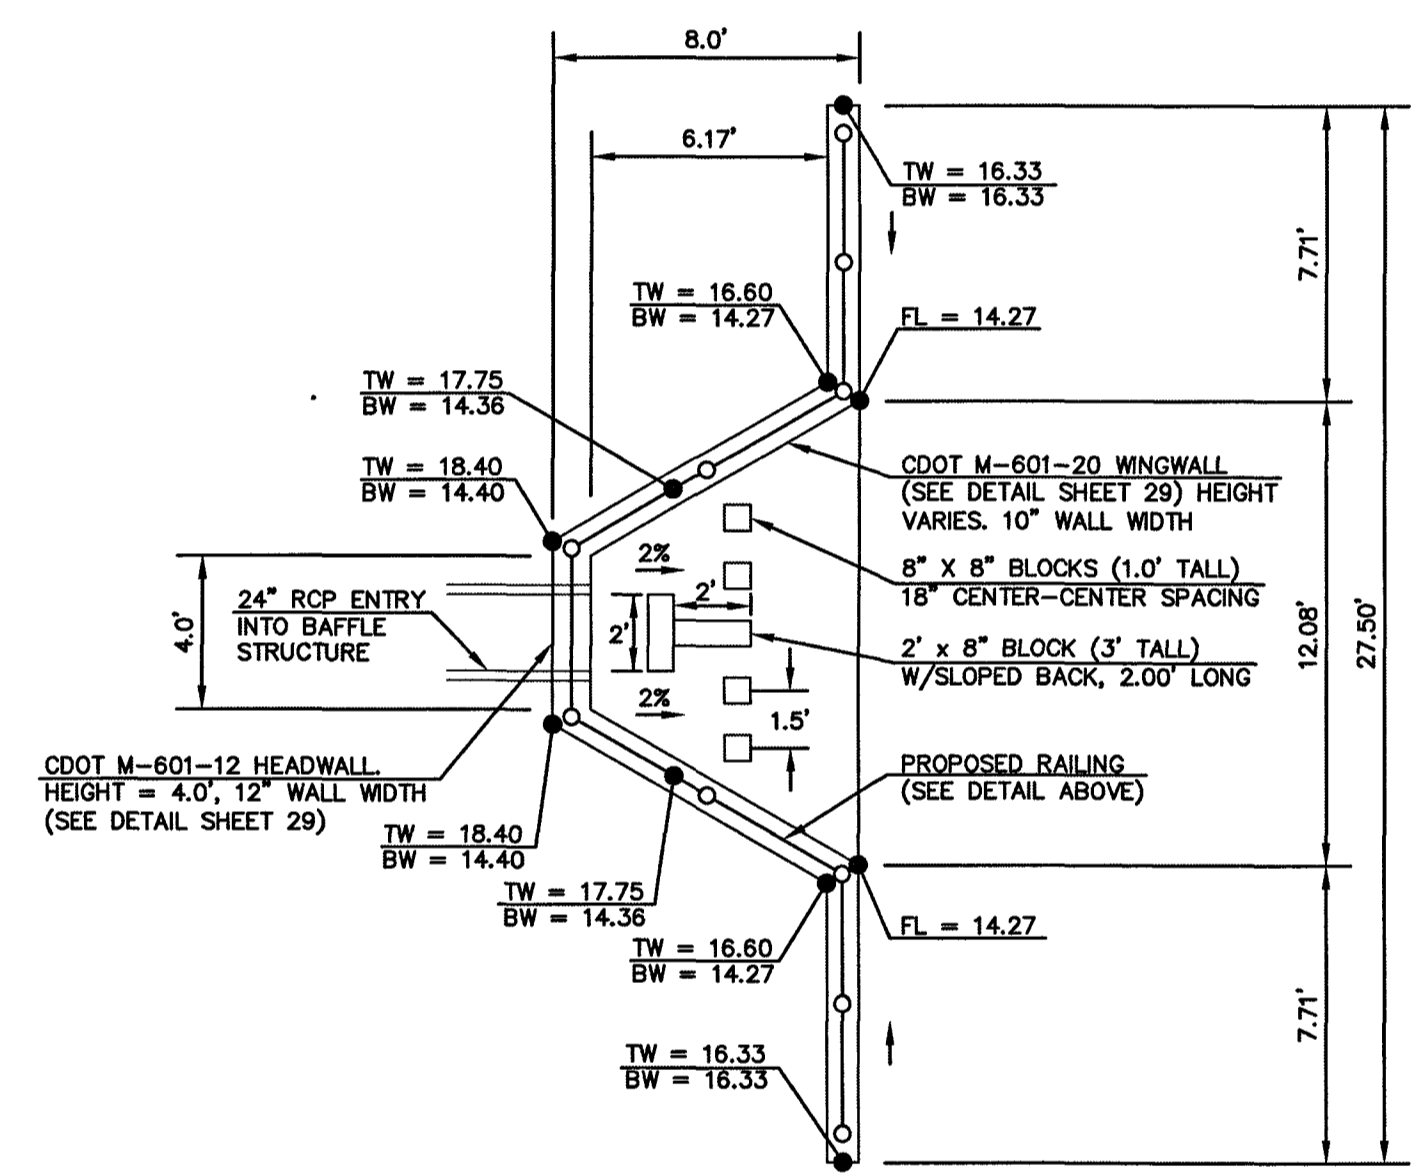 8.0'
6.17'
TW = 16.33
BW = 16.33
7.71'
TW = 16.60
BW = 14.27
FL = 14.27
TW = 17.75
BW = 14.36
TW = 18.40
BW = 14.40
CDOT M-601-20 WINGWALL
(SEE DETAIL SHEET 29) HEIGHT
VARIES. 10" WALL WIDTH
2%
8" X 8" BLOCKS (1.0' TALL)
18" CENTER-CENTER SPACING
24" RCP ENTRY
INTO BAFFLE
STRUCTURE
4.0'
2'
2'
12.08'
27.50'
2' x 8" BLOCK (3' TALL)
W/SLOPED BACK, 2.00' LONG
2%
1.5'
CDOT M-601-12 HEADWALL.
HEIGHT = 4.0', 12" WALL WIDTH
(SEE DETAIL SHEET 29)
PROPOSED RAILING
(SEE DETAIL ABOVE)
TW = 18.40
BW = 14.40
TW = 17.75
BW = 14.36
FL = 14.27
TW = 16.60
BW = 14.27
7.71'
TW = 16.33
BW = 16.33